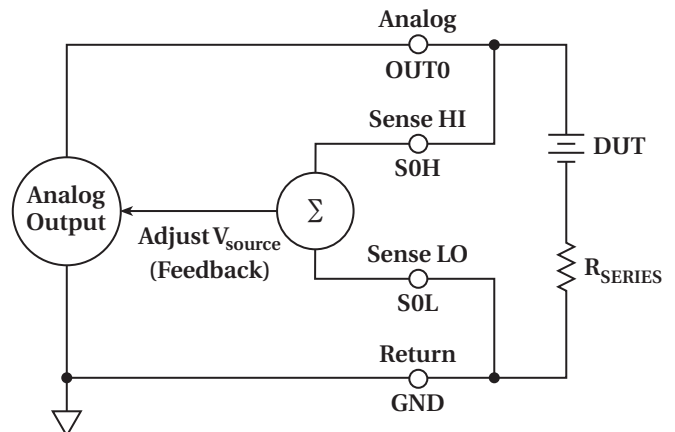 Analog
OUT0
Sense HI
S0H
DUT
Analog
Output
Σ
Adjust Vsource
(Feedback)
Sense LO
S0L
RSERIES
Return
GND